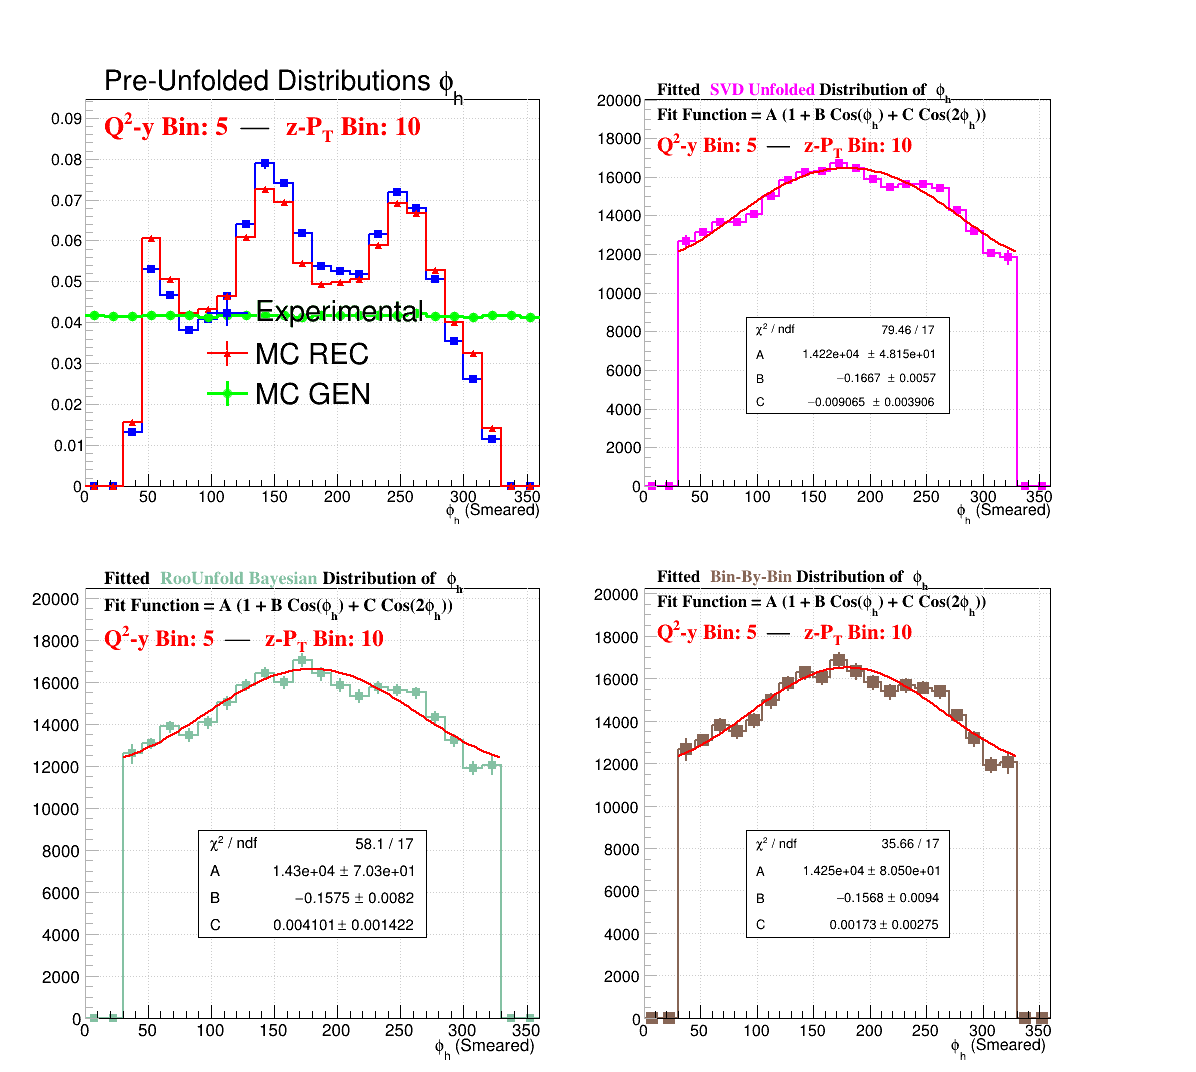 Pre-Unfolded Distributions ϕh
Q²-y Bin: 5 — z-PT Bin: 10
0.09
0.08
0.07
0.06
0.05
0.04
0.03
0.02
0.01
0
Experimental
MC REC
MC GEN
0 50 100 150 200 250 300 350
ϕh (Smeared)
Fitted SVD Unfolded Distribution of ϕh
Fit Function = A (1 + B Cos(ϕh) + C Cos(2ϕh))
Q²-y Bin: 5 — z-PT Bin: 10
20000
18000
16000
14000
12000
10000
8000
6000
4000
2000
0
χ² / ndf 79.46 / 17
A 1.422e+04 ± 4.815e+01
B −0.1667 ± 0.0057
C −0.009065 ± 0.003906
0 50 100 150 200 250 300 350
ϕh (Smeared)
Fitted RooUnfold Bayesian Distribution of ϕh
Fit Function = A (1 + B Cos(ϕh) + C Cos(2ϕh))
Q²-y Bin: 5 — z-PT Bin: 10
20000
18000
16000
14000
12000
10000
8000
6000
4000
2000
0
χ² / ndf 58.1 / 17
A 1.43e+04 ± 7.03e+01
B −0.1575 ± 0.0082
C 0.004101 ± 0.001422
0 50 100 150 200 250 300 350
ϕh (Smeared)
Fitted Bin-By-Bin Distribution of ϕh
Fit Function = A (1 + B Cos(ϕh) + C Cos(2ϕh))
Q²-y Bin: 5 — z-PT Bin: 10
20000
18000
16000
14000
12000
10000
8000
6000
4000
2000
0
χ² / ndf 35.66 / 17
A 1.425e+04 ± 8.050e+01
B −0.1568 ± 0.0094
C 0.00173 ± 0.00275
0 50 100 150 200 250 300 350
ϕh (Smeared)